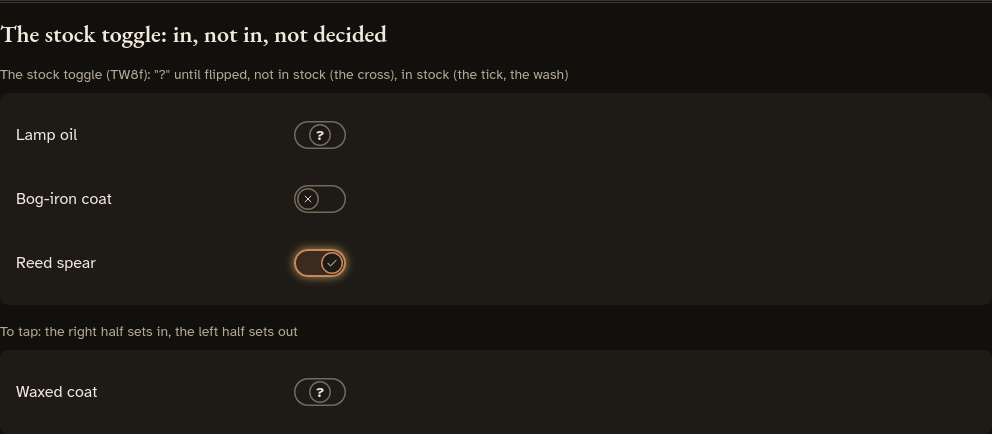 The stock toggle: in, not in, not decided
The stock toggle (TW8f): "?" until flipped, not in stock (the cross), in stock (the tick, the wash)
Lamp oil ?
Bog-iron coat
Reed spear
To tap: the right half sets in, the left half sets out
Waxed coat ?